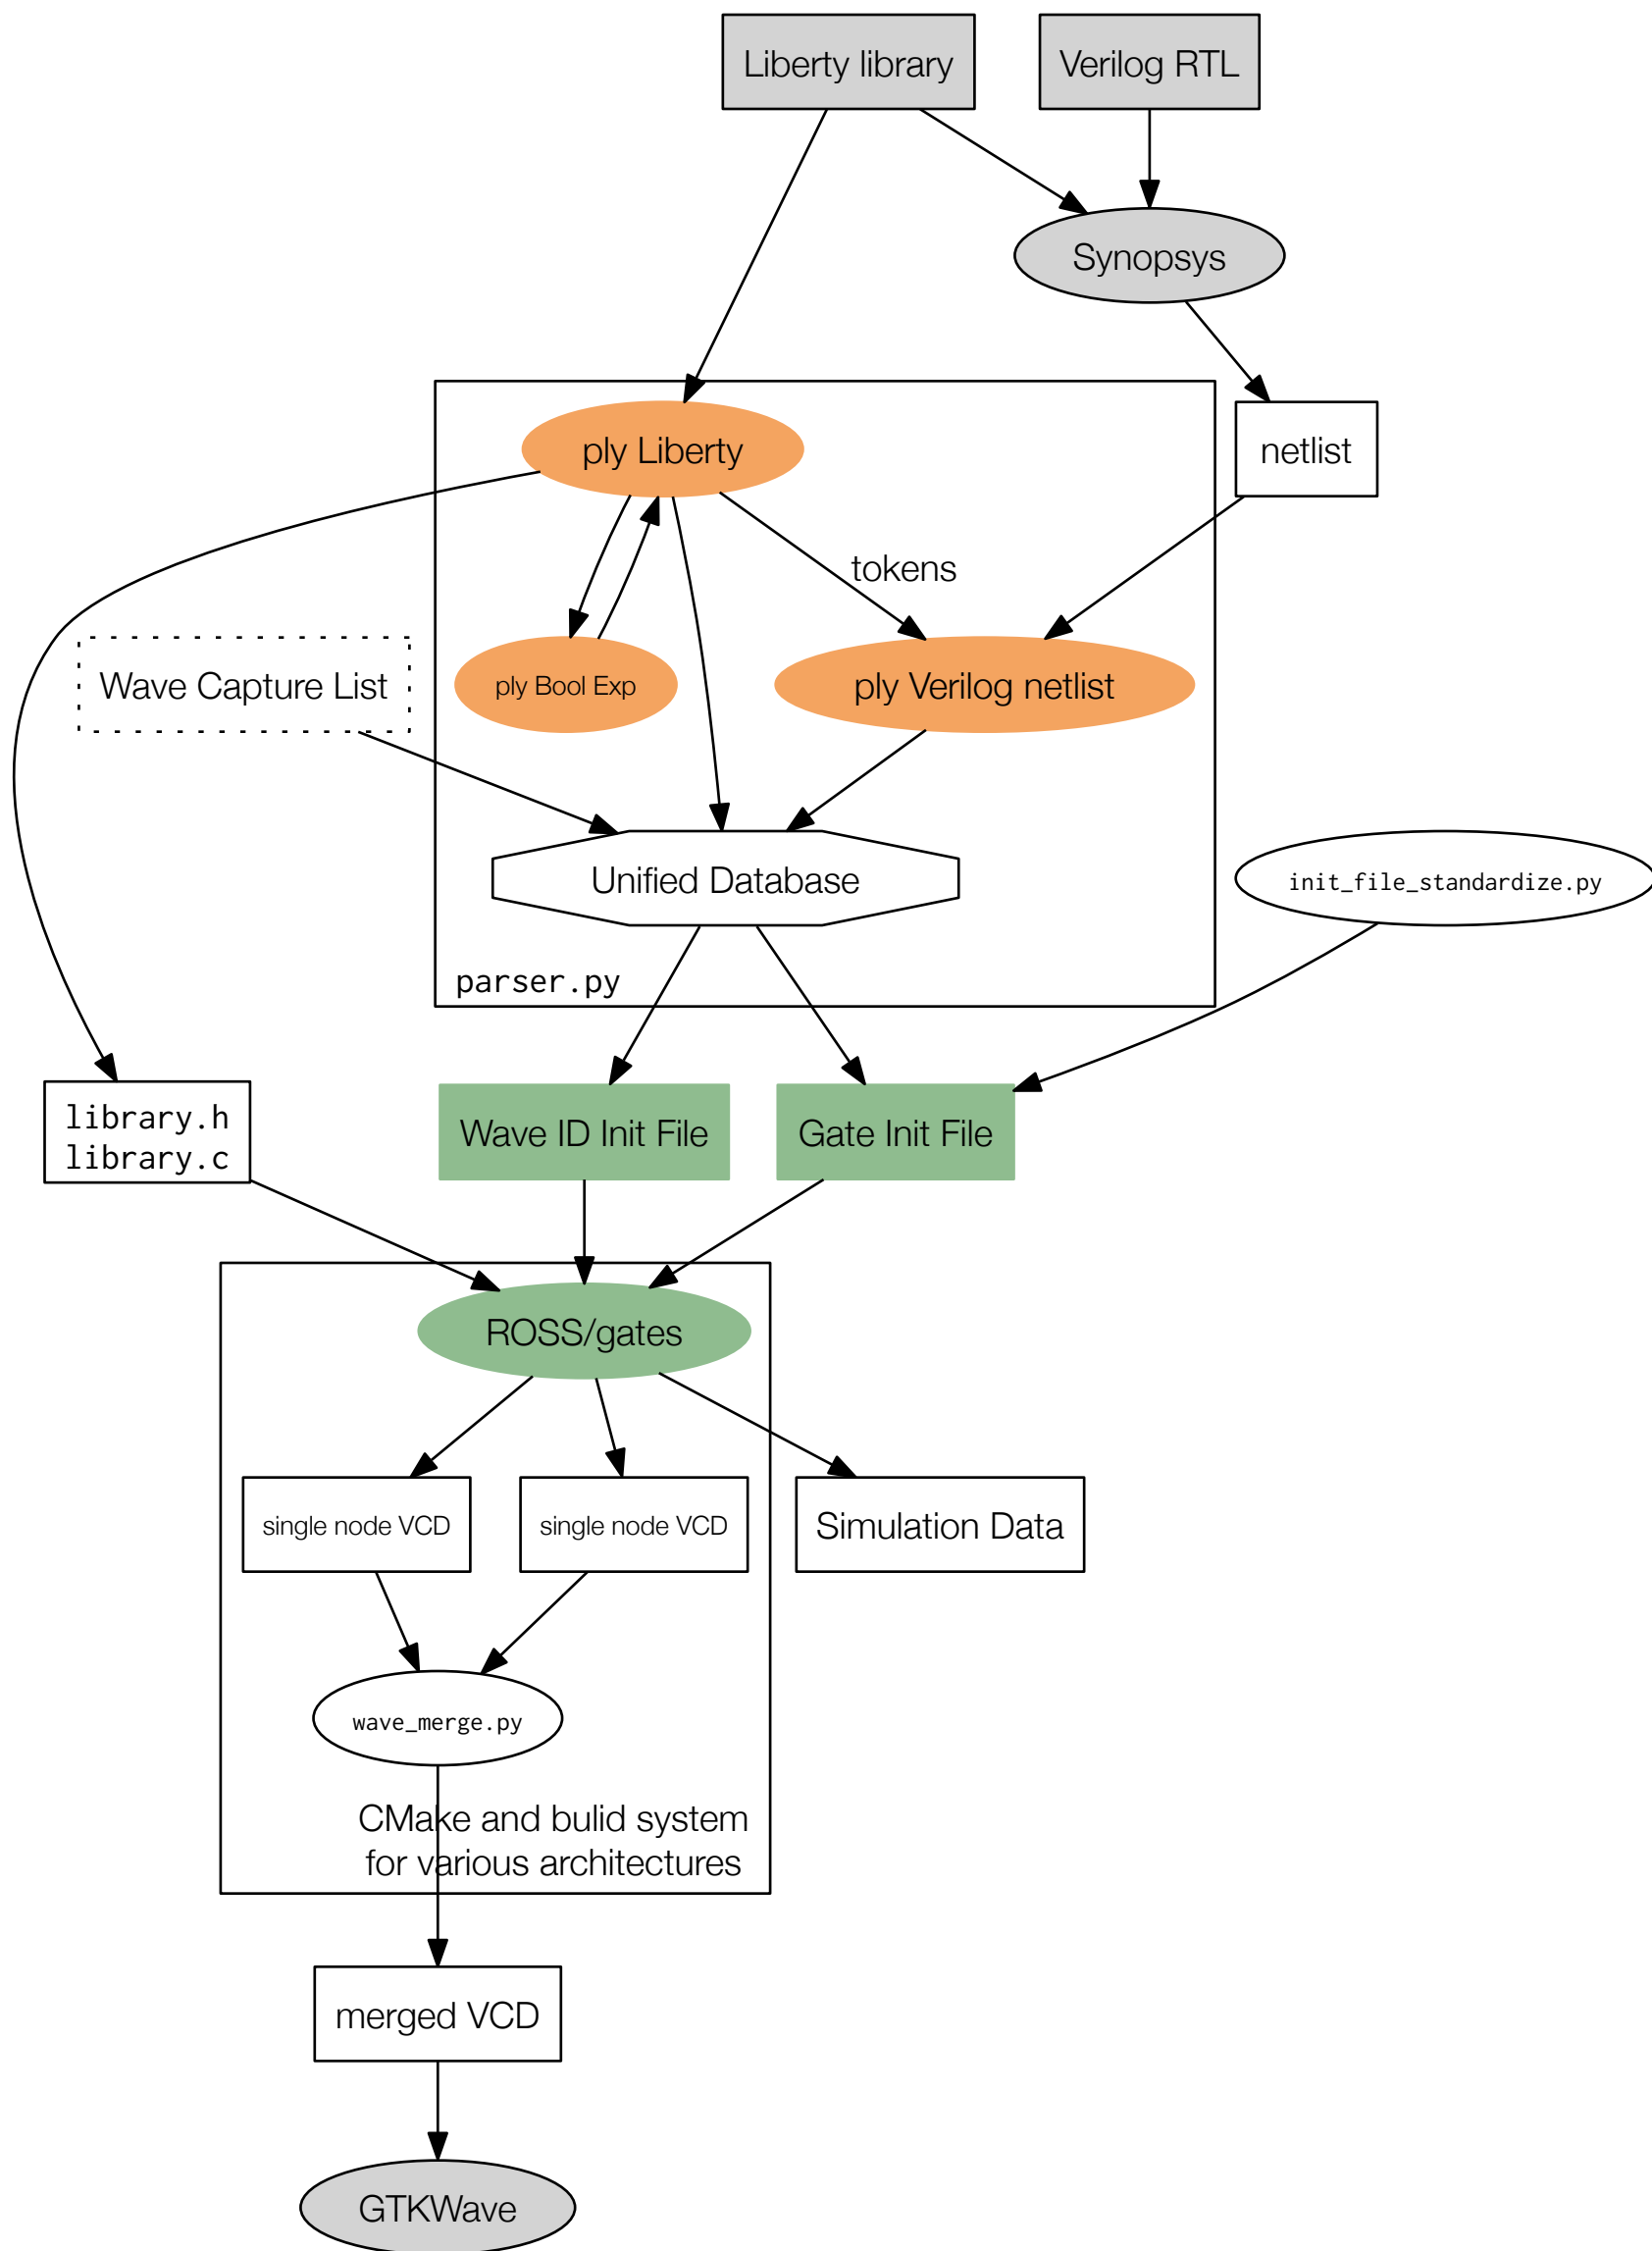 Liberty library
Verilog RTL
Synopsys
ply Liberty
netlist
tokens
Wave Capture List
ply Bool Exp
ply Verilog netlist
Unified Database
init_file_standardize.py
parser.py
library.h
library.c
Wave ID Init File
Gate Init File
ROSS/gates
single node VCD
single node VCD
Simulation Data
wave_merge.py
CMake and bulid system
for various architectures
merged VCD
GTKWave